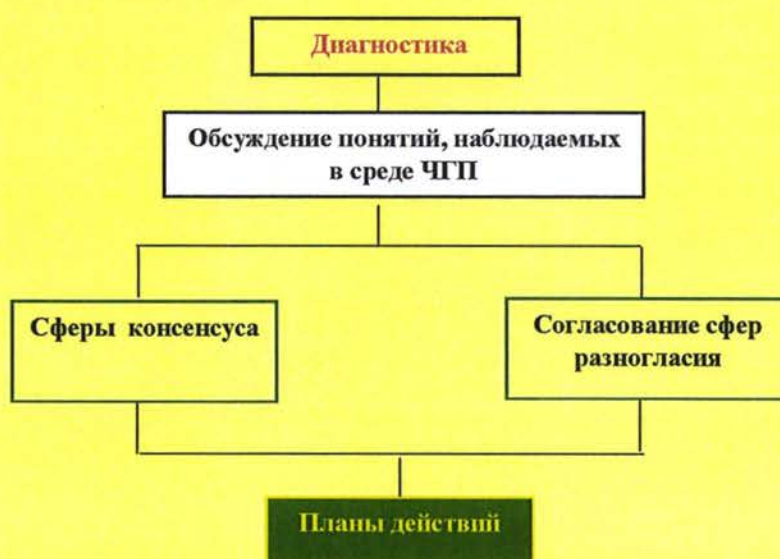 Диагностика
Обсуждение понятий, наблюдаемых
в среде ЧГП
Сферы консенсуса
Согласование сфер
разногласия
Планы действий